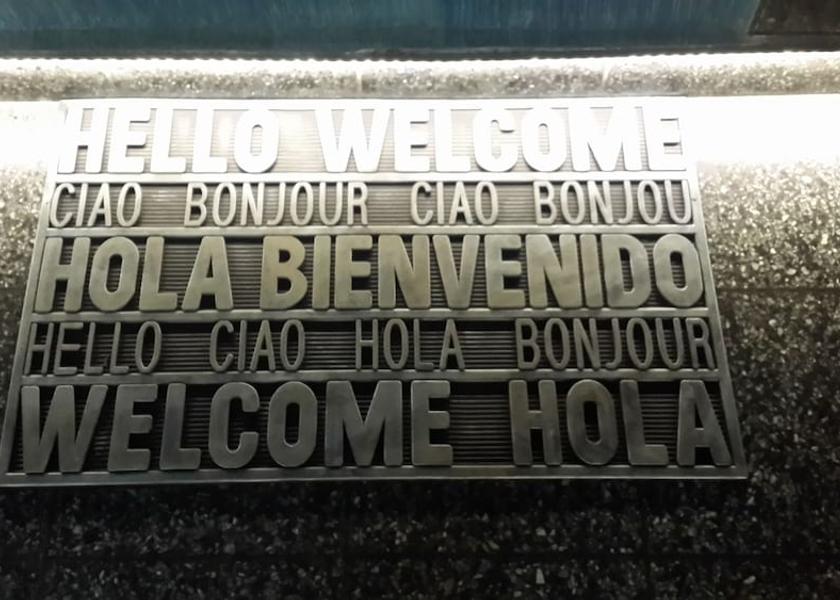 HELLO WELCOME
CIAO BONJOUR CIAO BONJOU
HOLA BIENVENIDO
HELLO CIAO HOLA BONJOUR
WELCOME HOLA